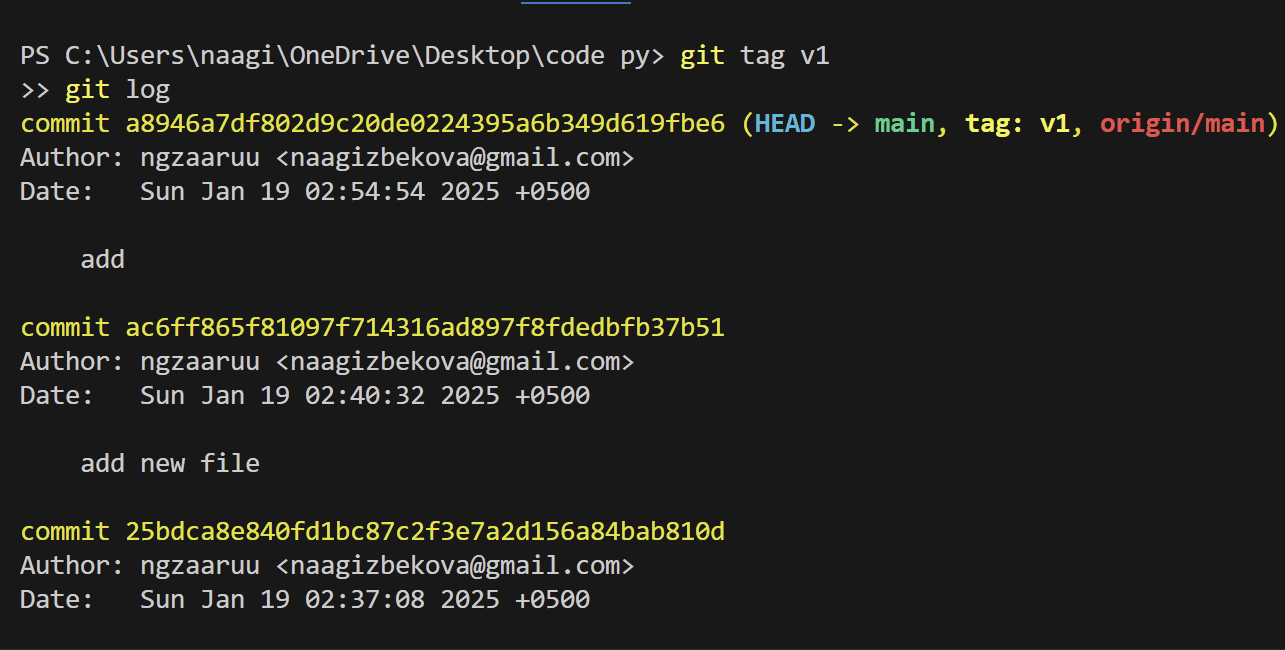 PS C:\Users\naagi\OneDrive\Desktop\code py> git tag v1
>> git log
commit a8946a7df802d9c20de0224395a6b349d619fbe6 (HEAD -> main, tag: v1, origin/main)
Author: ngzaaruu <naagizbekova@gmail.com>
Date:   Sun Jan 19 02:54:54 2025 +0500
    add
commit ac6ff865f81097f714316ad897f8fdedbfb37b51
Author: ngzaaruu <naagizbekova@gmail.com>
Date:   Sun Jan 19 02:40:32 2025 +0500
    add new file
commit 25bdca8e840fd1bc87c2f3e7a2d156a84bab810d
Author: ngzaaruu <naagizbekova@gmail.com>
Date:   Sun Jan 19 02:37:08 2025 +0500